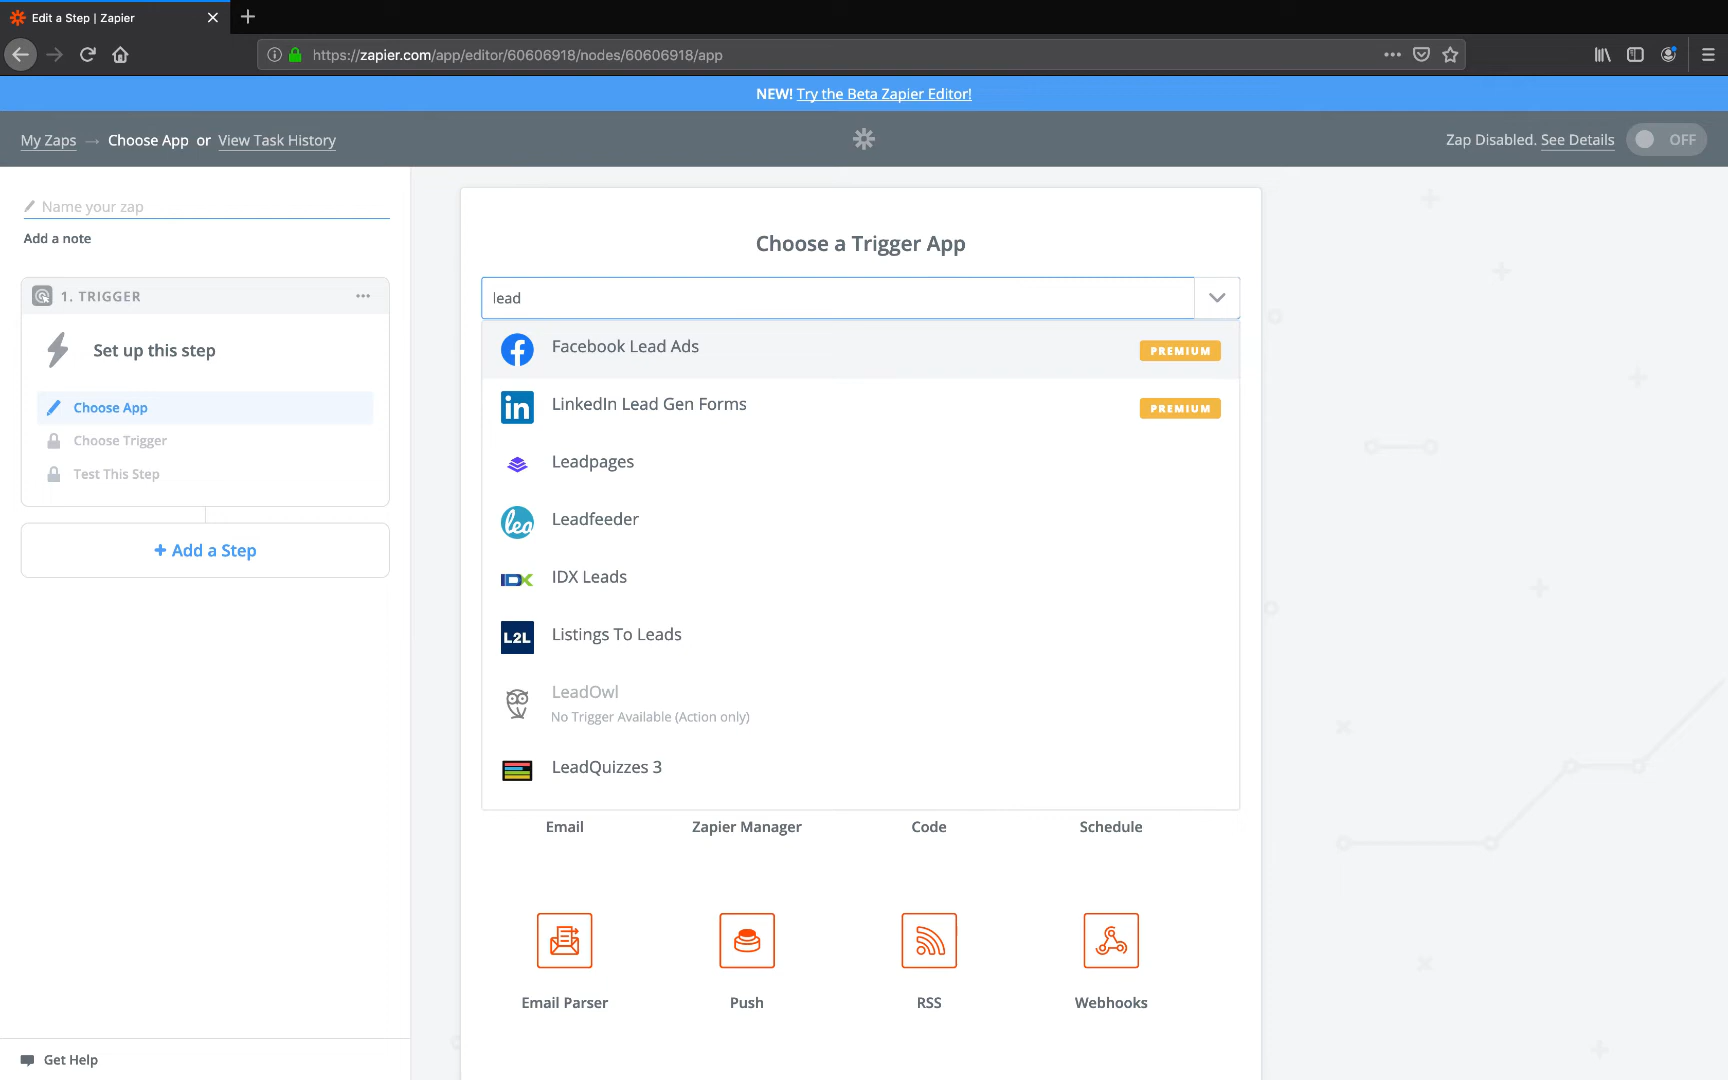 Edit a Step | Zapier
https://zapier.com/app/editor/60606918/nodes/60606918/app
NEW! Try the Beta Zapier Editor!
My Zaps → Choose App or View Task History
Zap Disabled. See Details
OFF
Name your zap
Add a note
1. TRIGGER
Set up this step
Choose App
Choose Trigger
Test This Step
+ Add a Step
Get Help
Choose a Trigger App
lead
Facebook Lead Ads
PREMIUM
in
LinkedIn Lead Gen Forms
PREMIUM
Leadpages
lea
Leadfeeder
IDX
IDX Leads
L2L
Listings To Leads
LeadOwl
No Trigger Available (Action only)
LeadQuizzes 3
Email
Zapier Manager
Code
Schedule
Email Parser
Push
RSS
Webhooks